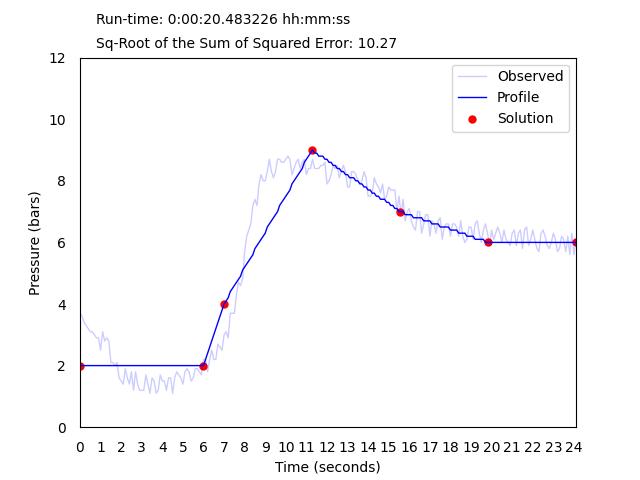 Run-time: 0:00:20.483226 hh:mm:ss
Sq-Root of the Sum of Squared Error: 10.27
12
10
8
6
4
2
0
Pressure (bars)
Observed
Profile
Solution
0 1 2 3 4 5 6 7 8 9 10 11 12 13 14 15 16 17 18 19 20 21 22 23 24
Time (seconds)